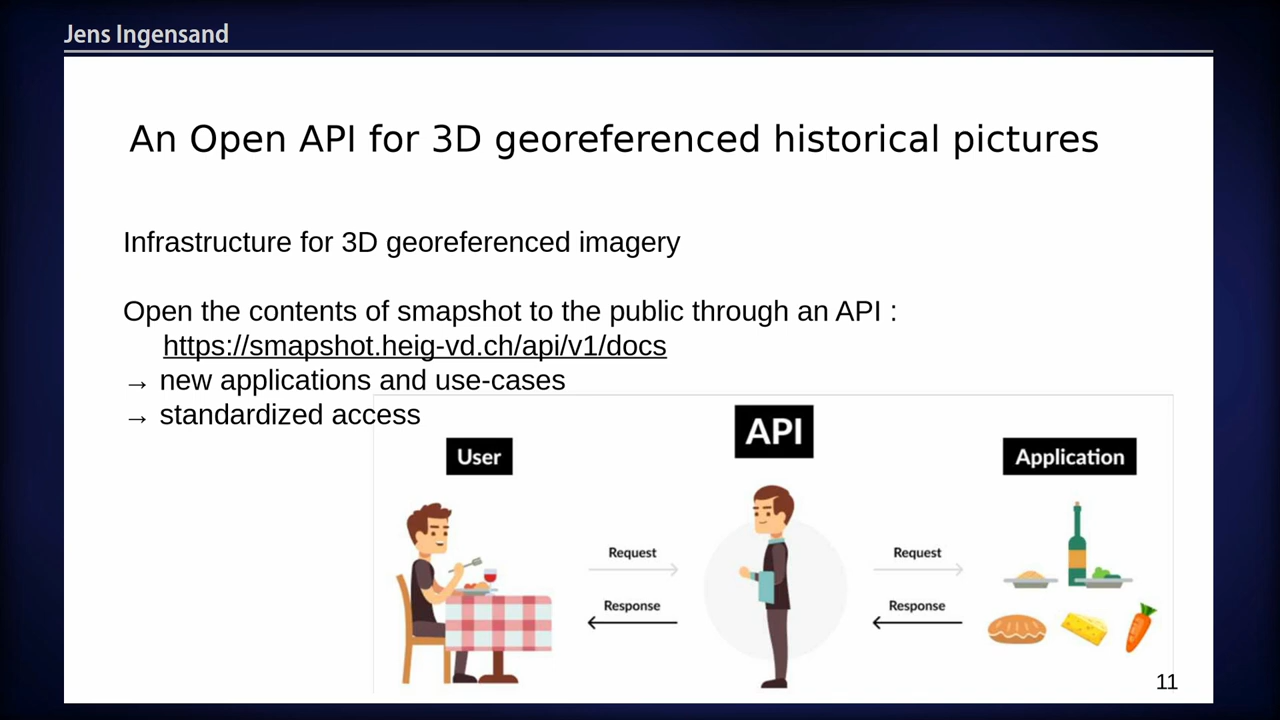 Jens Ingensand
An Open API for 3D georeferenced historical pictures
Infrastructure for 3D georeferenced imagery
Open the contents of smapshot to the public through an API :
https://smapshot.heig-vd.ch/api/v1/docs
→ new applications and use-cases
→ standardized access
User
API
Application
Request
Request
Response
Response
11